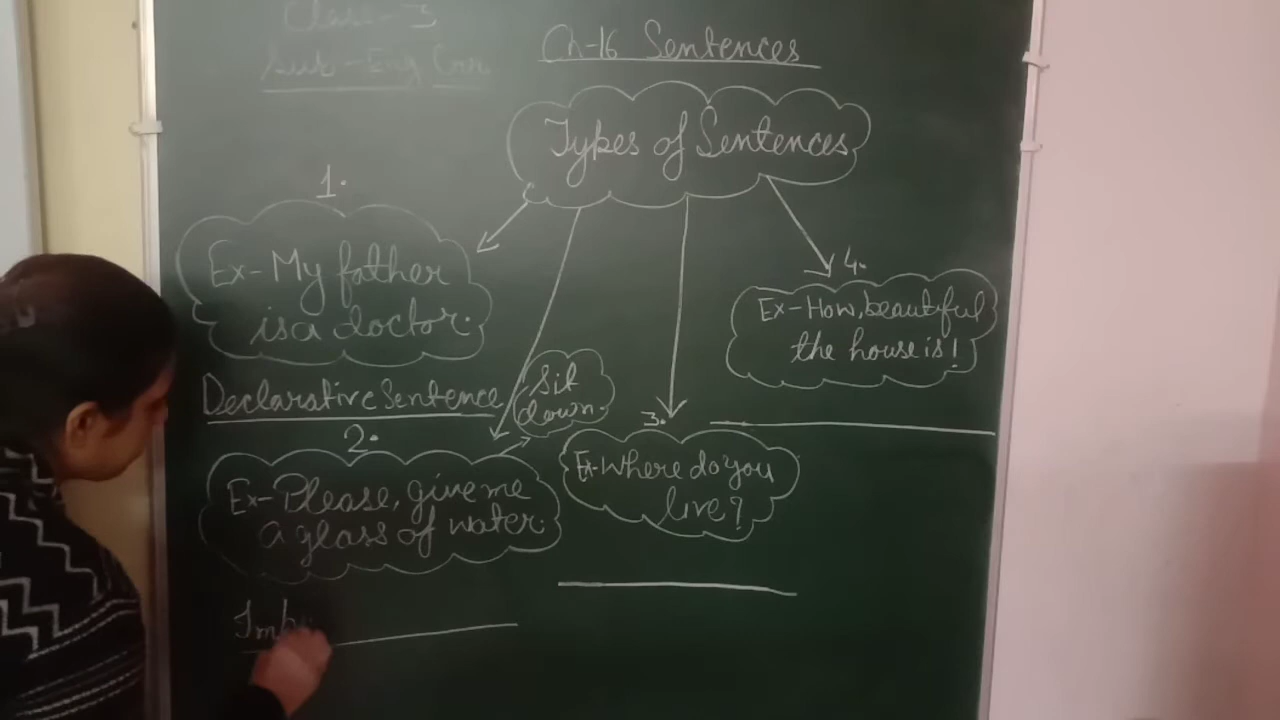 Class-3
Sub-Eng Gra
Ch-16 Sentences
Types of Sentences
1.
Ex-My father
is a doctor.
Declarative Sentence
2.
Ex-Please, give me
a glass of water.
Sit
down.
Imp
3.
Ex-Where do you
live?
4.
Ex-How, beautiful
the house is!